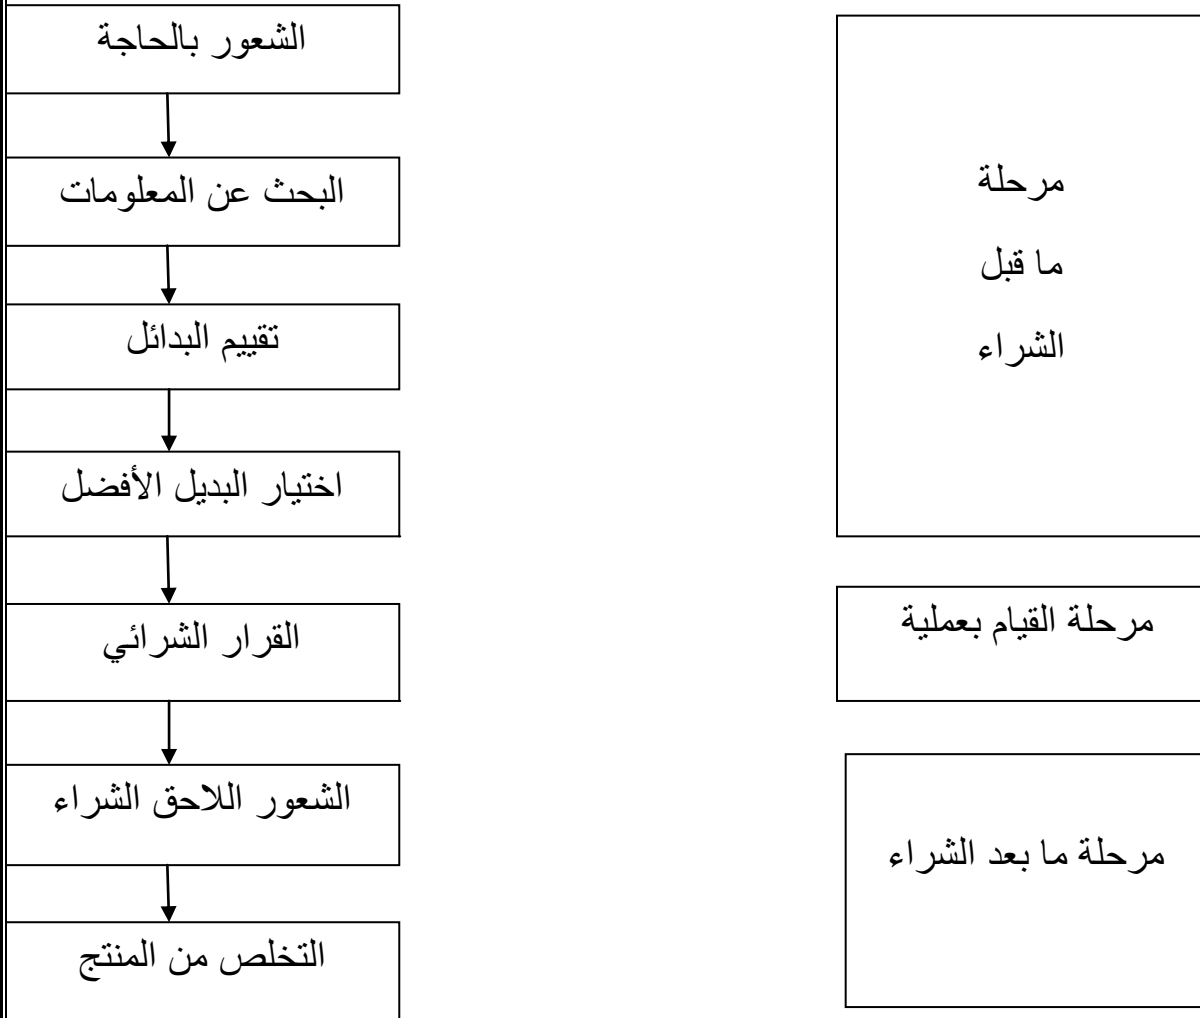 مرحلة
ما قبل
الشراء
مرحلة القيام بعملية
مرحلة ما بعد الشراء
الشعور بالحاجة
البحث عن المعلومات
تقييم البدائل
اختيار البديل الأفضل
القرار الشرائي
الشعور اللاحق الشراء
التخلص من المنتج